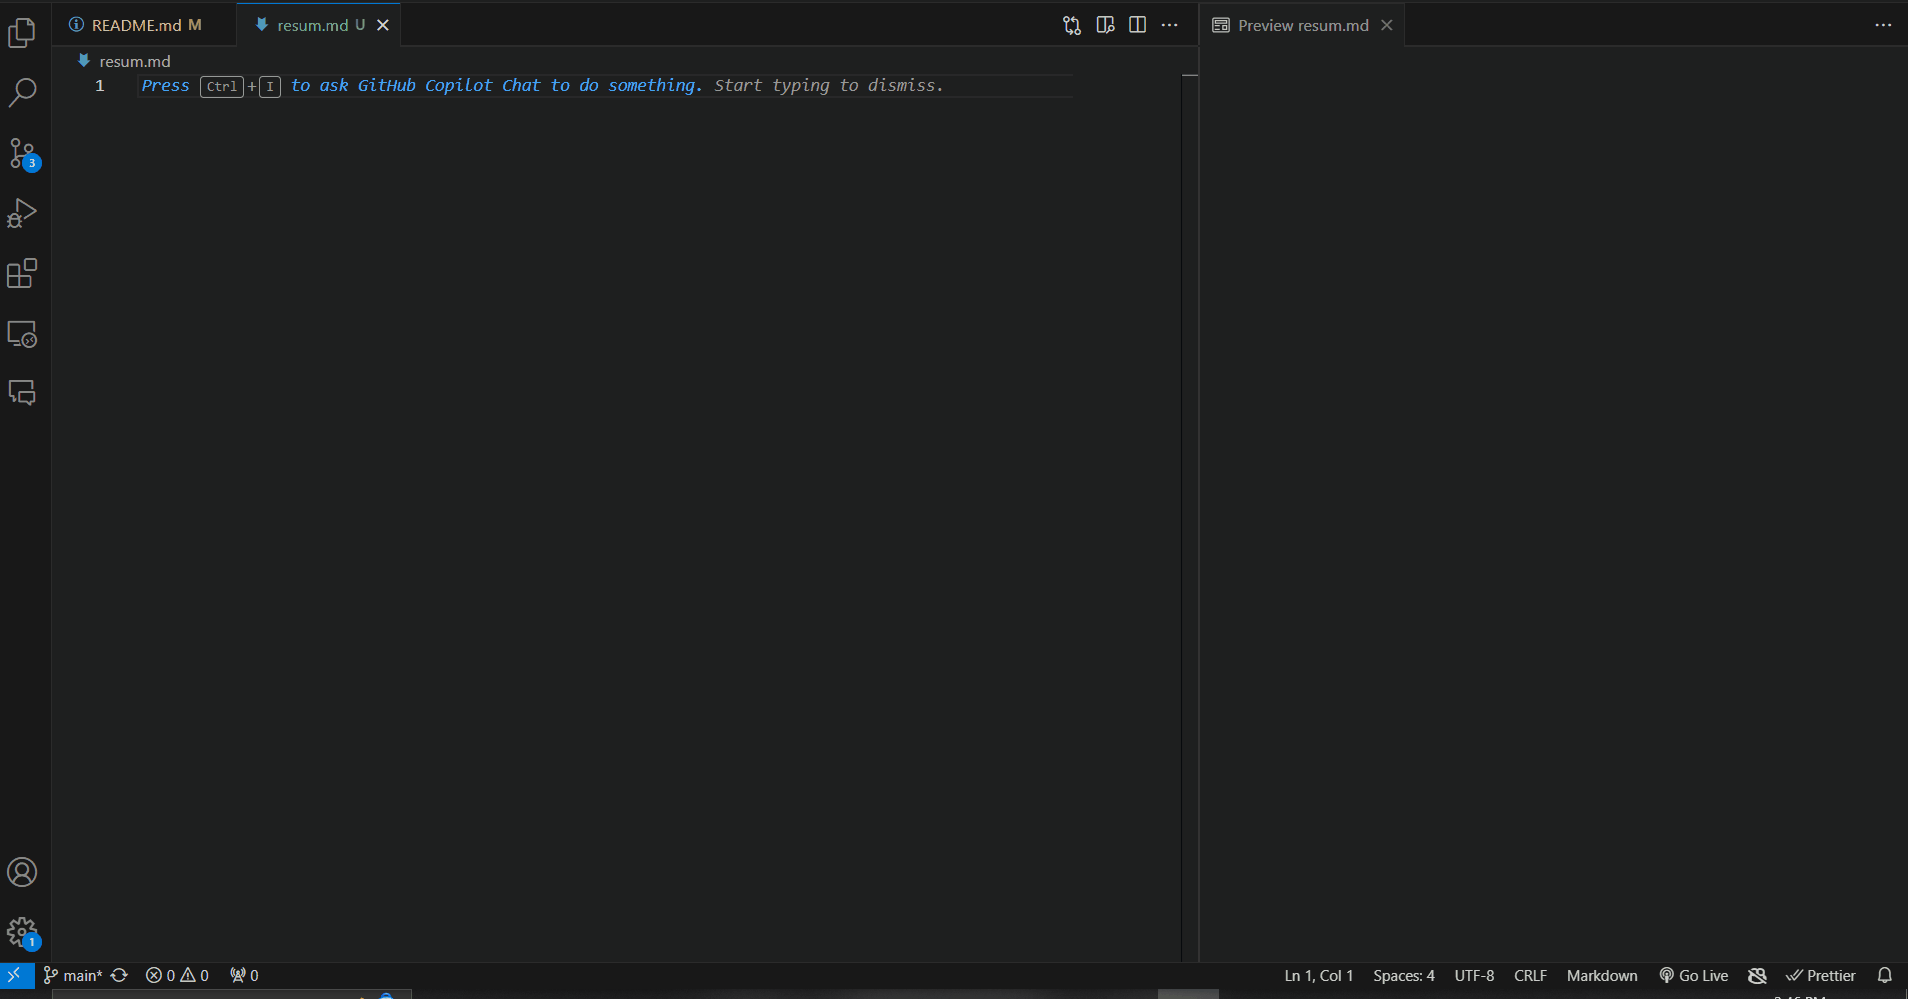 README.md M
resum.md U
Preview resum.md
resum.md
1 Press Ctrl+I to ask GitHub Copilot Chat to do something. Start typing to dismiss.
3
1
main* 0 0 0 Ln 1, Col 1 Spaces: 4 UTF-8 CRLF Markdown Go Live Prettier